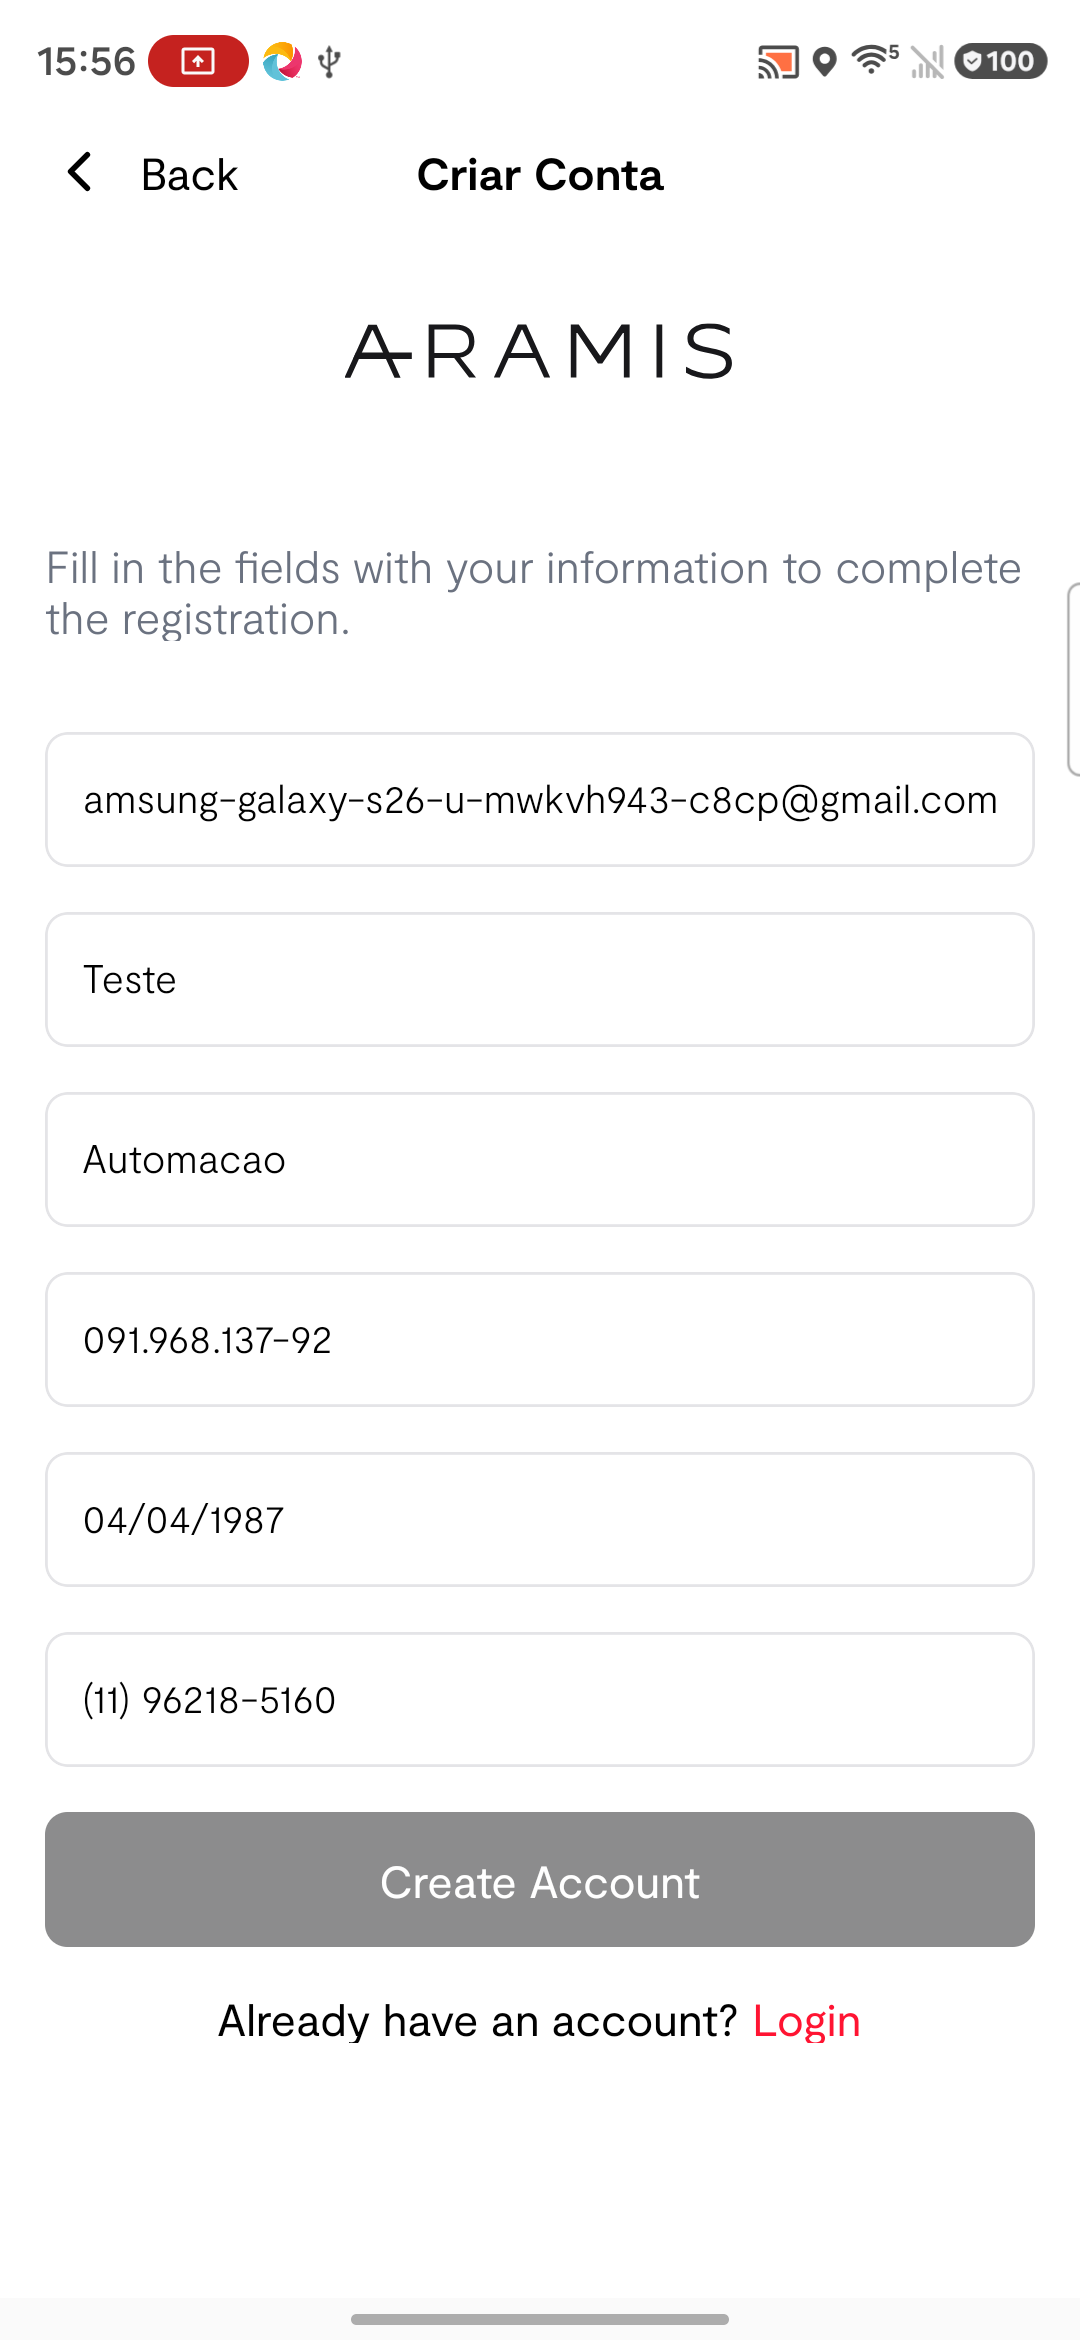 15:56
5
100
Back
Criar Conta
ARAMIS
Fill in the fields with your information to complete
the registration.
amsung-galaxy-s26-u-mwkvh943-c8cp@gmail.com
Teste
Automacao
091.968.137-92
04/04/1987
(11) 96218-5160
Create Account
Already have an account? Login